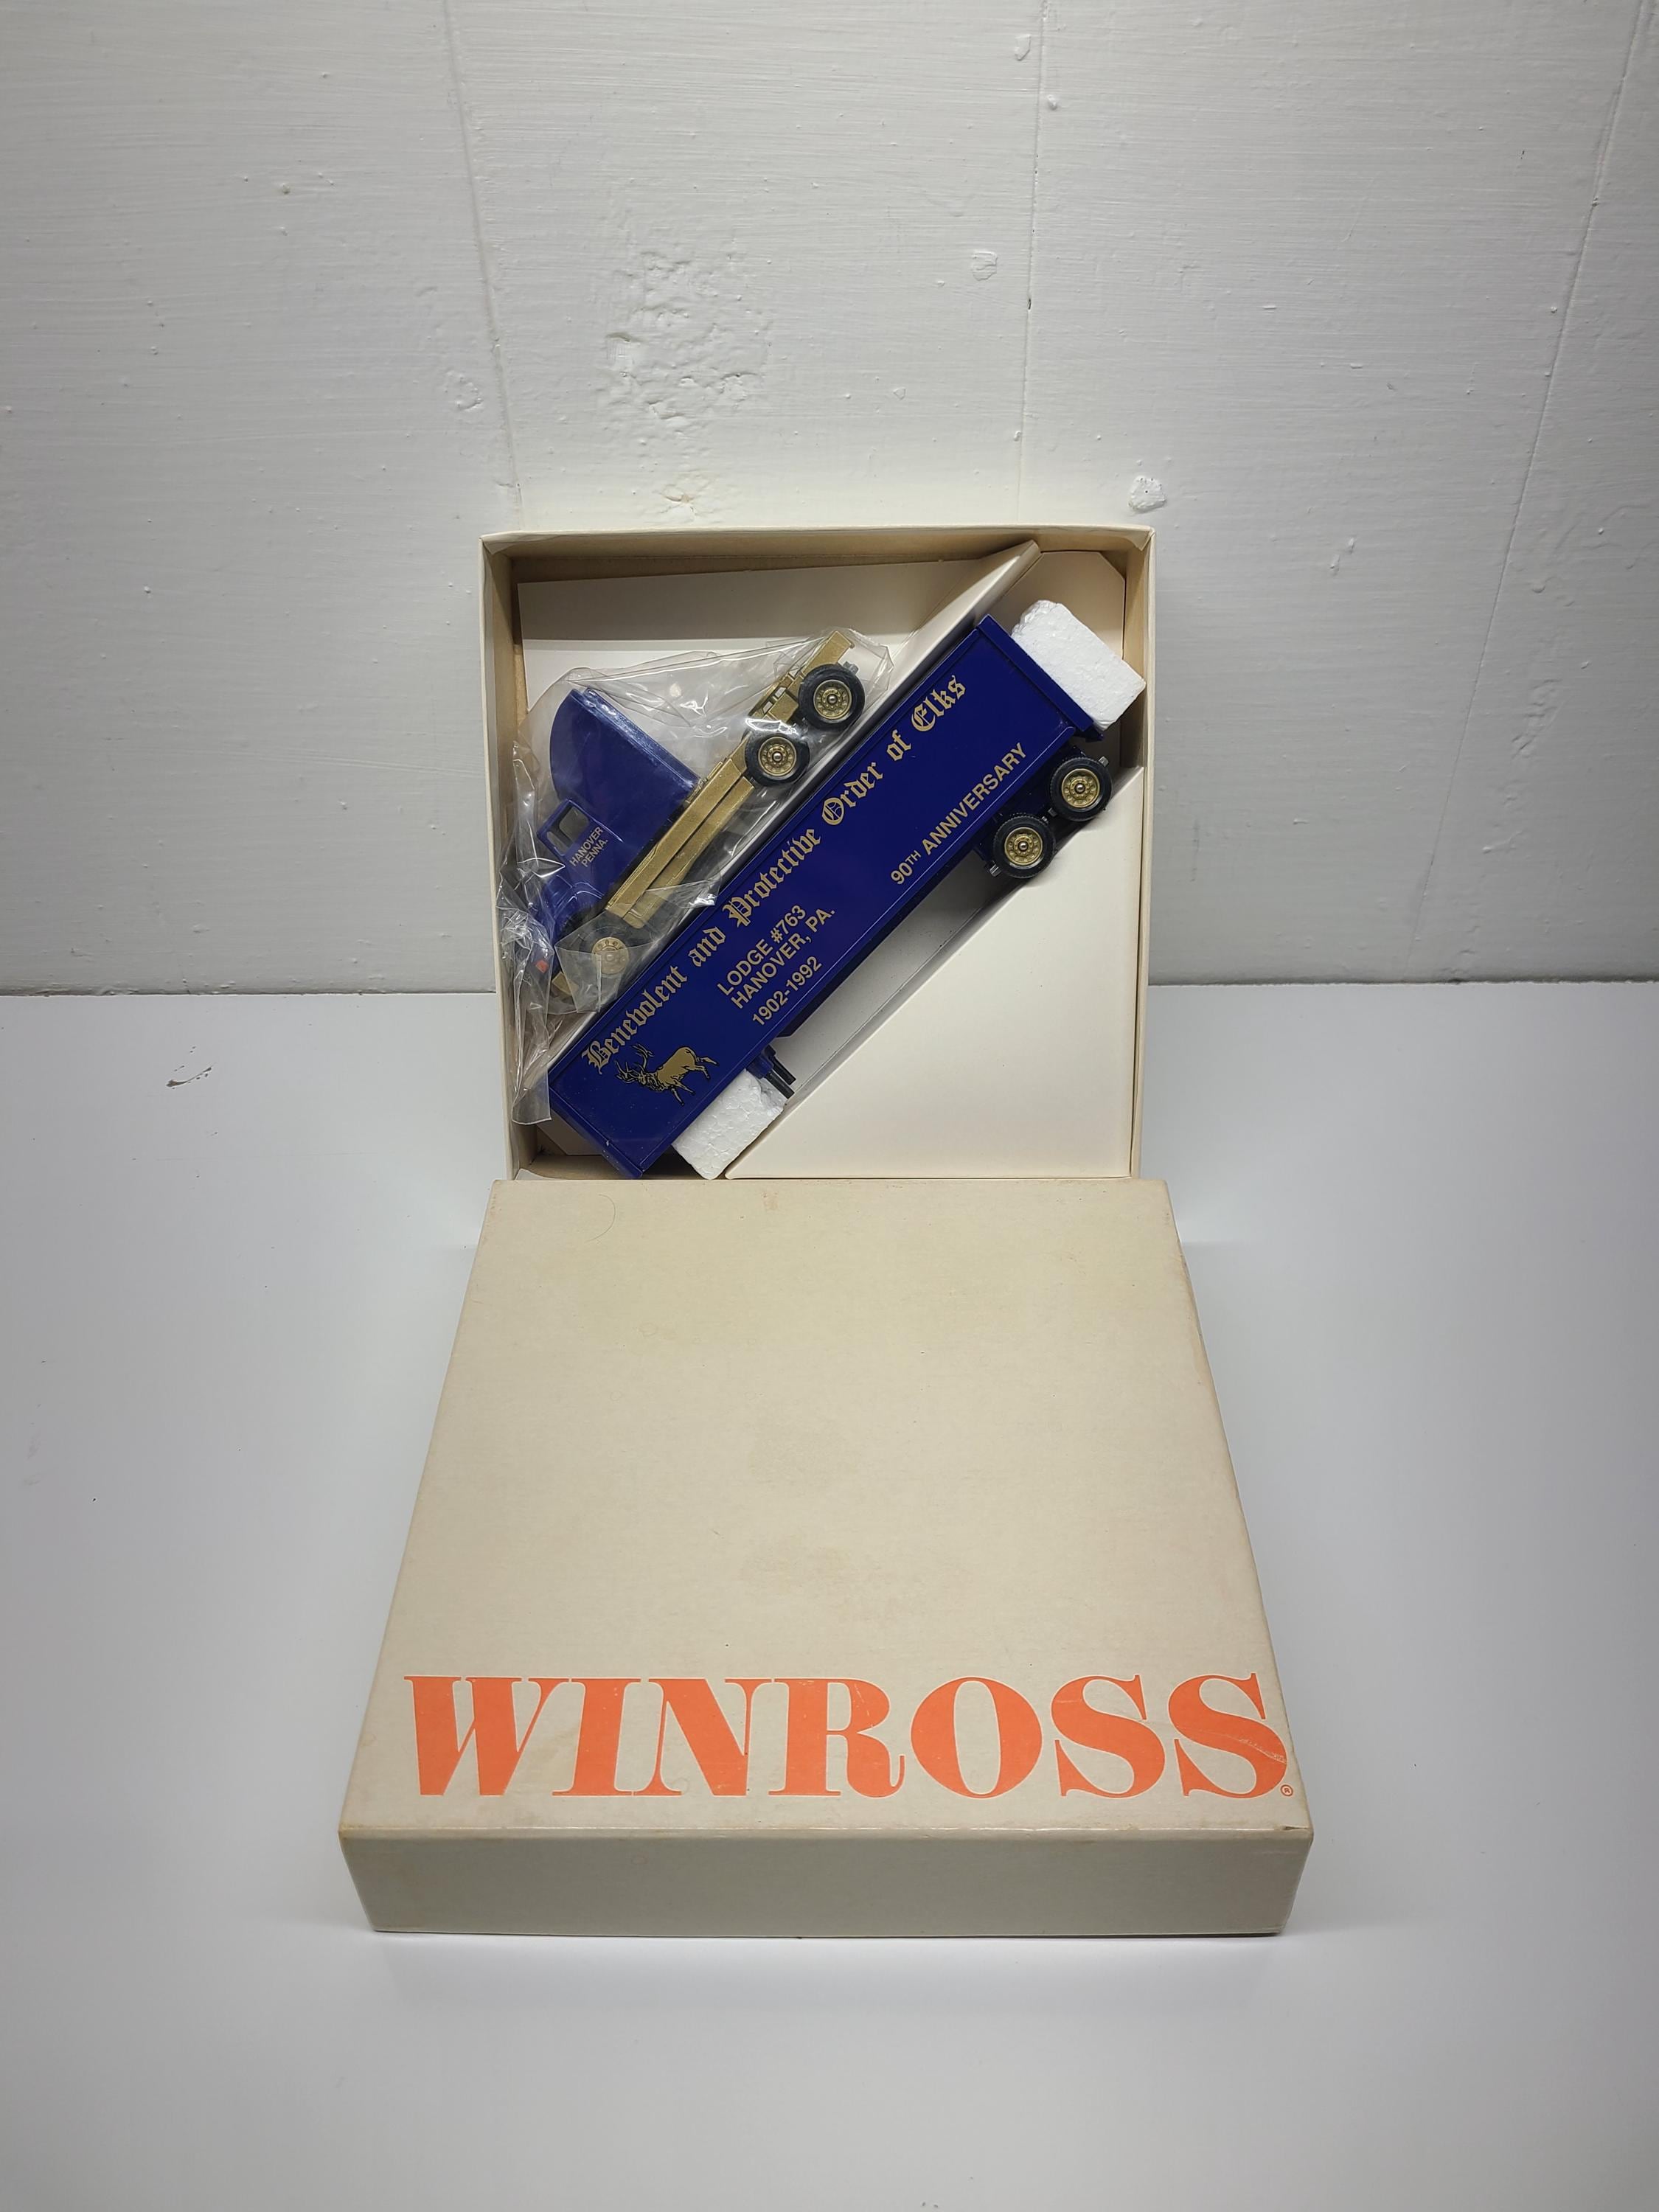 HANOVER
PENNA.
Benevolent and Protective Order of Elks
LODGE #763
HANOVER, PA.
1902-1992
90TH ANNIVERSARY
WINROSS®